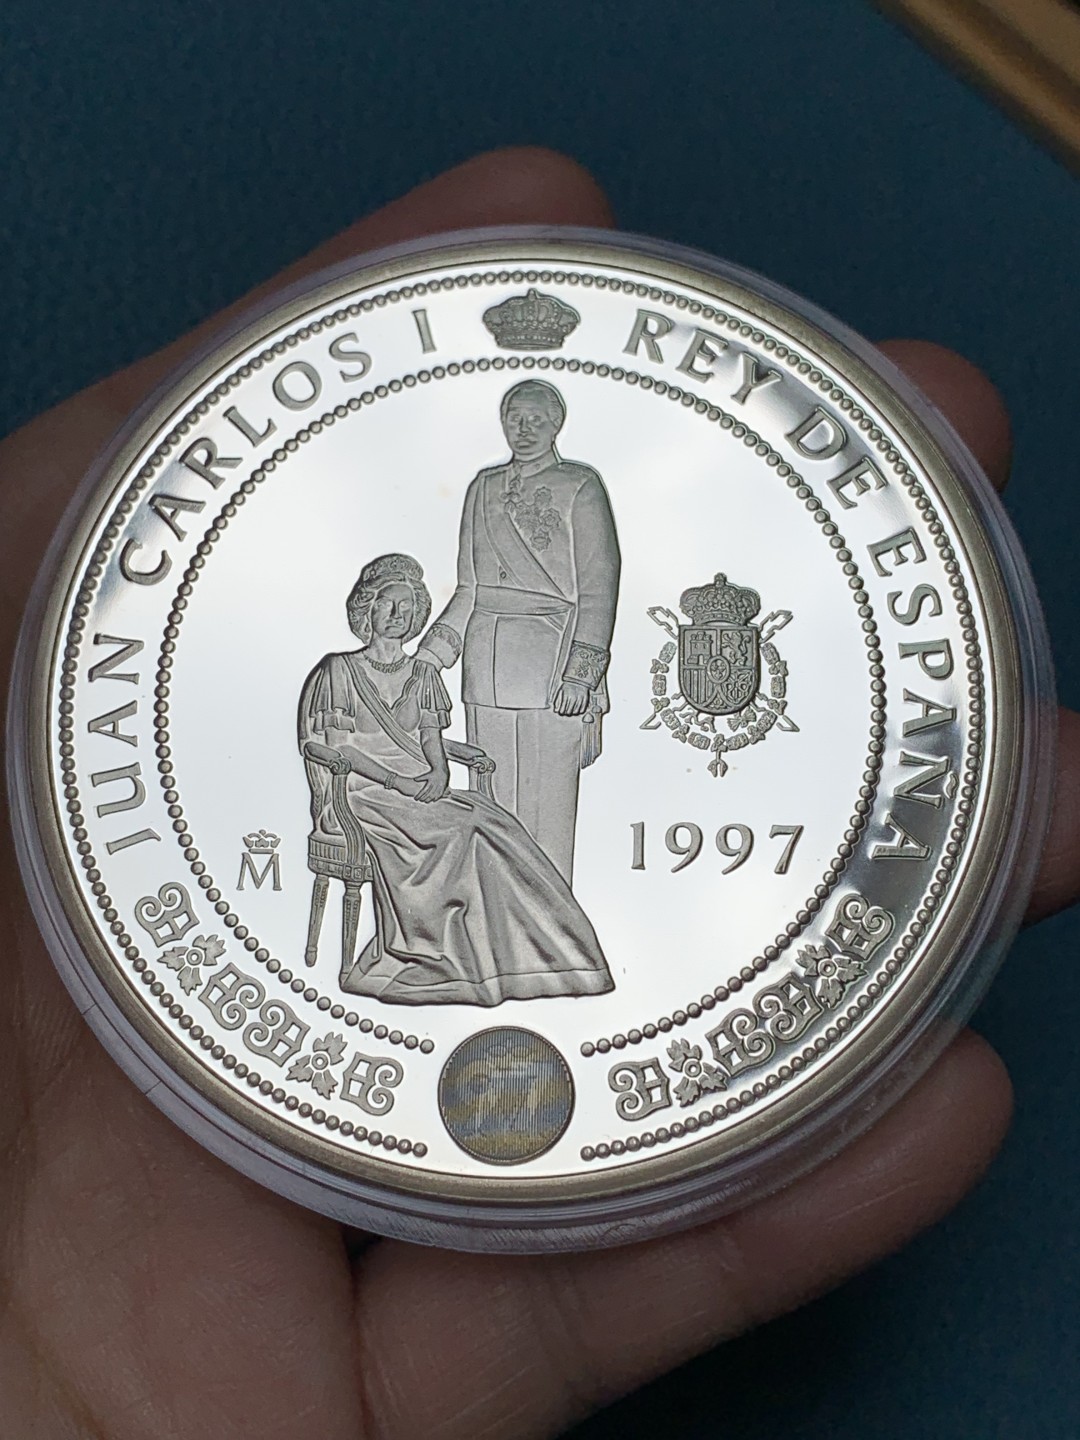 JUAN CARLOS I REY DE ESPAÑA
M
1997